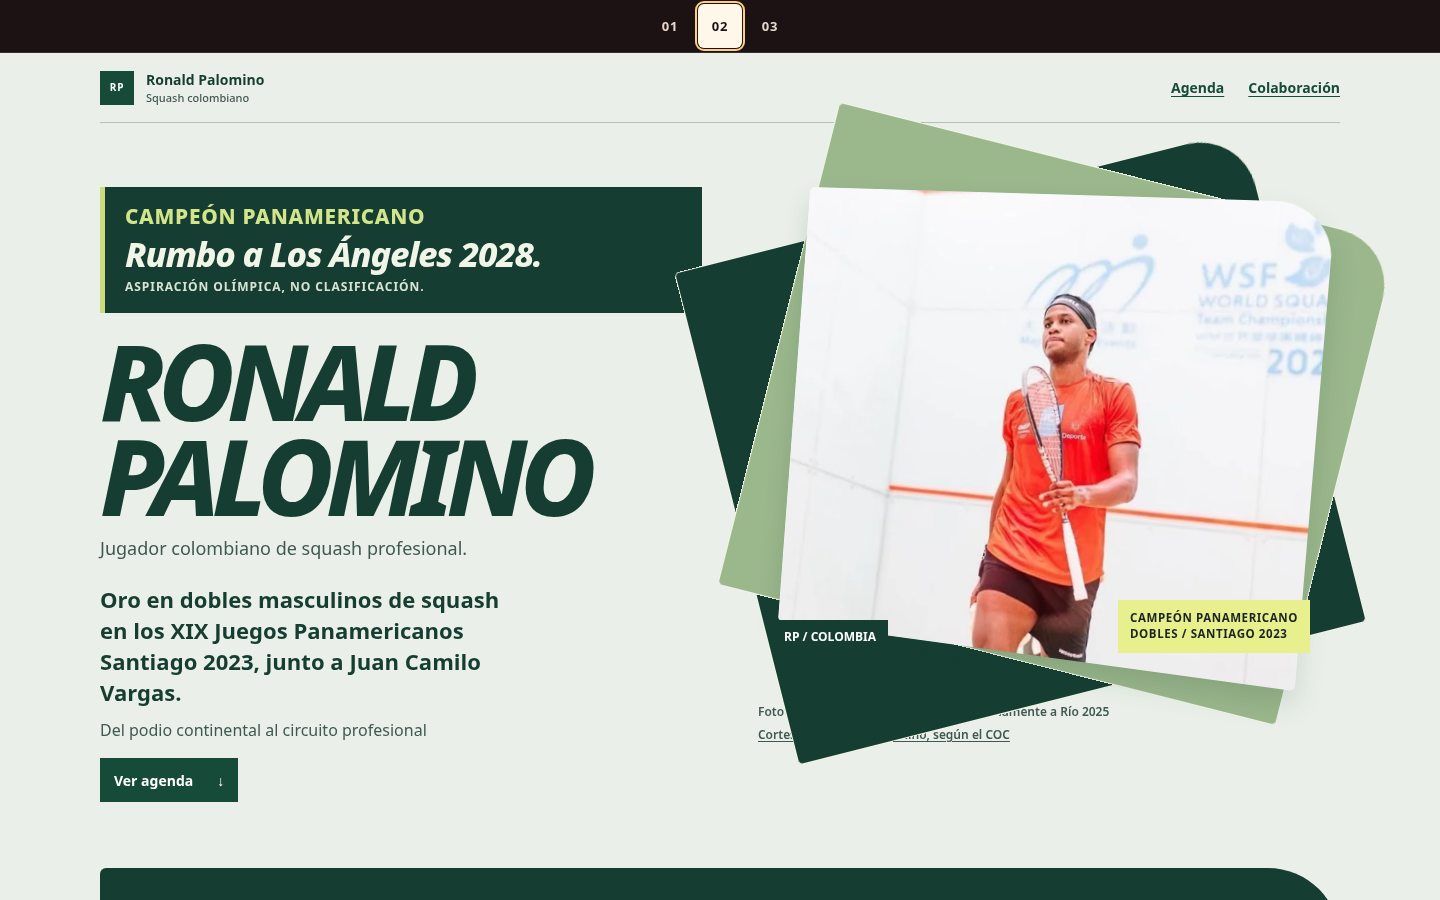 01 02 03
RP
Ronald Palomino
Squash colombiano
Agenda Colaboración
CAMPEÓN PANAMERICANO
Rumbo a Los Ángeles 2028.
ASPIRACIÓN OLÍMPICA, NO CLASIFICACIÓN.
RONALD
PALOMINO
Jugador colombiano de squash profesional.
Oro en dobles masculinos de squash
en los XIX Juegos Panamericanos
Santiago 2023, junto a Juan Camilo
Vargas.
Del podio continental al circuito profesional
Ver agenda ↓
WSF
WORLD SQUA
Team Champions
202
Deporte
RP / COLOMBIA
CAMPEÓN PANAMERICANO
DOBLES / SANTIAGO 2023
Foto a Río 2025
según el COC